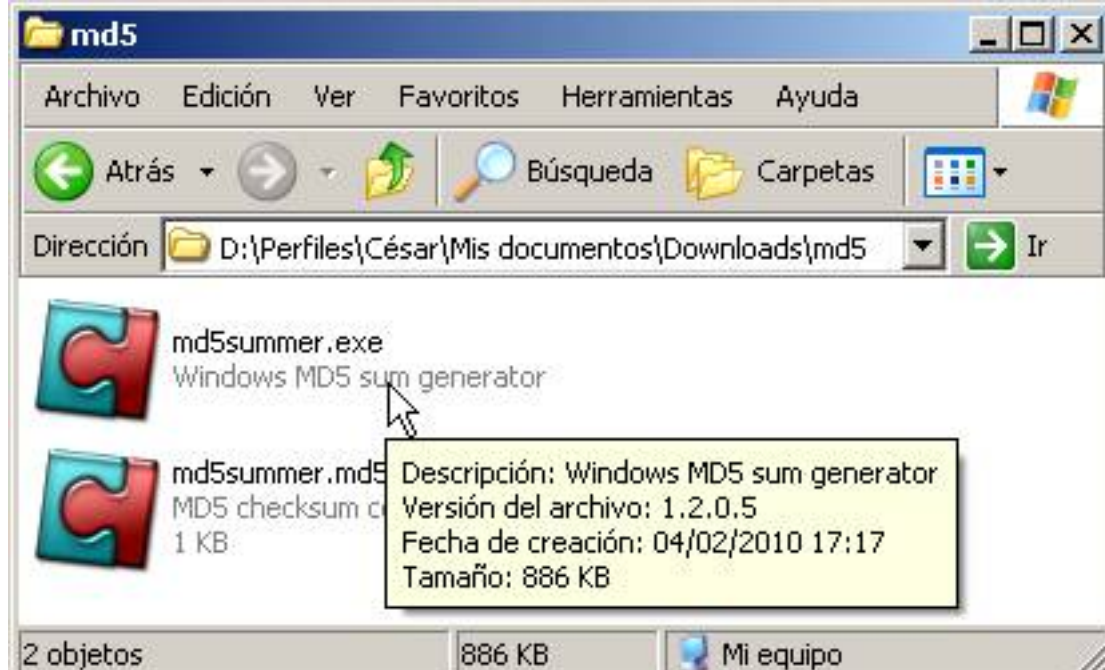 md5
Archivo Edición Ver Favoritos Herramientas Ayuda
Atrás Búsqueda Carpetas
Dirección D:\Perfiles\César\Mis documentos\Downloads\md5 Ir
md5summer.exe
Windows MD5 sum generator
md5summer.md5
MD5 checksum
1 KB
Descripción: Windows MD5 sum generator
Versión del archivo: 1.2.0.5
Fecha de creación: 04/02/2010 17:17
Tamaño: 886 KB
2 objetos 886 KB Mi equipo